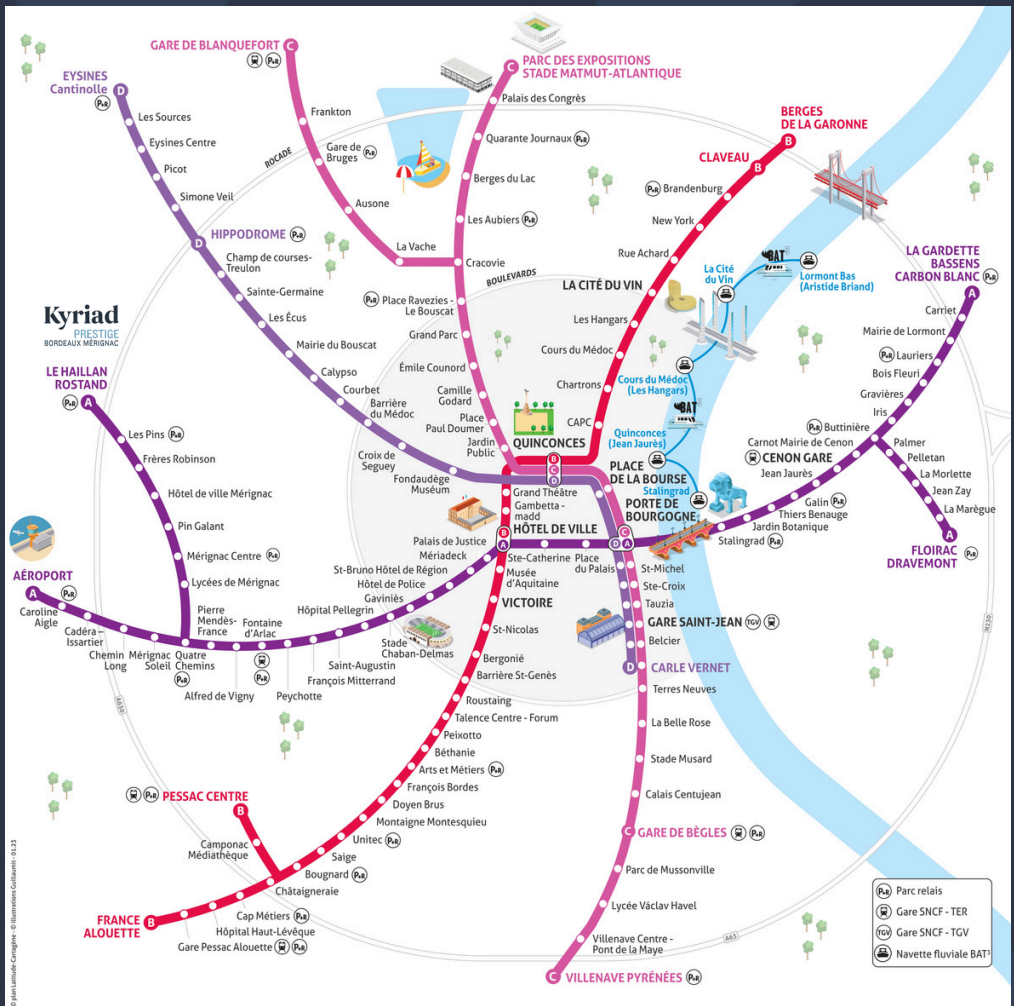 GARE DE BLANQUEFORT
C
P+R
C
PARC DES EXPOSITIONS
STADE MATMUT-ATLANTIQUE
EYSINES
Cantinolle
P+R
D
Les Sources
Eysines Centre
Picot
Simone Veil
D
HIPPODROME
P+R
Champ de courses-
Treulon
Sainte-Germaine
Les Écus
Mairie du Bouscat
Calypso
Courbet
Barrière
du Médoc
Croix de
Seguey
Fondaudège
Muséum
Frankton
Gare de
Bruges
P+R
ROCADE
Ausone
La Vache
Palais des Congrès
Quarante Journaux
P+R
Berges du Lac
Les Aubiers
P+R
Cracovie
BOULEVARDS
P+R
Place Ravezies -
Le Bouscat
Grand Parc
Émile Counord
Camille
Godard
Place
Paul Doumer
Jardin
Public
QUINCONCES
B
C
D
BERGES
DE LA GARONNE
B
CLAVEAU
B
P+R
Brandenburg
New York
Rue Achard
LA CITÉ DU VIN
Les Hangars
Cours du Médoc
Chartrons
CAPC
La Cité
du Vin
BAT
Lormont Bas
(Aristide Briand)
Cours du Médoc
(Les Hangars)
BAT
Quinconces
(Jean Jaurès)
Stalingrad
LA GARDETTE
BASSENS
CARBON BLANC
P+R
A
Carriet
Mairie de Lormont
P+R
Lauriers
Bois Fleuri
Gravières
Iris
P+R
Buttinière
Carnot Mairie de Cenon
CENON GARE
Jean Jaurès
Galin
P+R
Thiers Benauge
Jardin Botanique
Stalingrad
P+R
Palmer
Pelletan
La Morlette
Jean Zay
La Marègue
A
FLOIRAC
DRAVEMONT
P+R
Kyriad
PRESTIGE
BORDEAUX MÉRIGNAC
LE HAILLAN
ROSTAND
P+R
A
Les Pins
P+R
Frères Robinson
Hôtel de ville Mérignac
Pin Galant
Mérignac Centre
P+R
Lycées de Mérignac
AÉROPORT
A
P+R
Caroline
Aigle
Cadéra –
Issartier
Chemin
Long
Mérignac
Soleil
Quatre
Chemins
P+R
Pierre
Mendès-
France
Alfred de Vigny
Fontaine
d'Arlac
Peychotte
François Mitterrand
Saint-Augustin
Hôpital Pellegrin
Stade
Chaban-Delmas
Gaviniès
Hôtel de Police
St-Bruno Hôtel de Région
Mériadeck
Palais de Justice
Grand Théâtre
Gambetta -
madd
HÔTEL DE VILLE
B
A
Ste-Catherine
Place
du Palais
PLACE
DE LA BOURSE
PORTE DE
BOURGOGNE
C
D
A
Musée
d'Aquitaine
VICTOIRE
St-Nicolas
Bergonié
Barrière St-Genès
Roustaing
Talence Centre - Forum
Peixotto
Béthanie
Arts et Métiers
P+R
François Bordes
Doyen Brus
Montaigne Montesquieu
Unitec
P+R
Saige
Bougnard
P+R
Châtaigneraie
Cap Métiers
P+R
Hôpital Haut-Lévêque
Gare Pessac Alouette
P+R
FRANCE
ALOUETTE
B
P+R
PESSAC CENTRE
B
Camponac
Médiathèque
St-Michel
Ste-Croix
Tauzia
GARE SAINT-JEAN
TGV
Belcier
D
CARLE VERNET
Terres Neuves
La Belle Rose
Stade Musard
Calais Centujean
C
GARE DE BÈGLES
P+R
Parc de Mussonville
Lycée Václav Havel
Villenave Centre -
Pont de la Maye
C
VILLENAVE PYRÉNÉES
P+R
A630
N230
A63
P+R
Parc relais
Gare SNCF - TER
TGV
Gare SNCF - TGV
Navette fluviale BAT³
© plan Latitude-Cartagène - © illustrations Guillaumit - 01.23